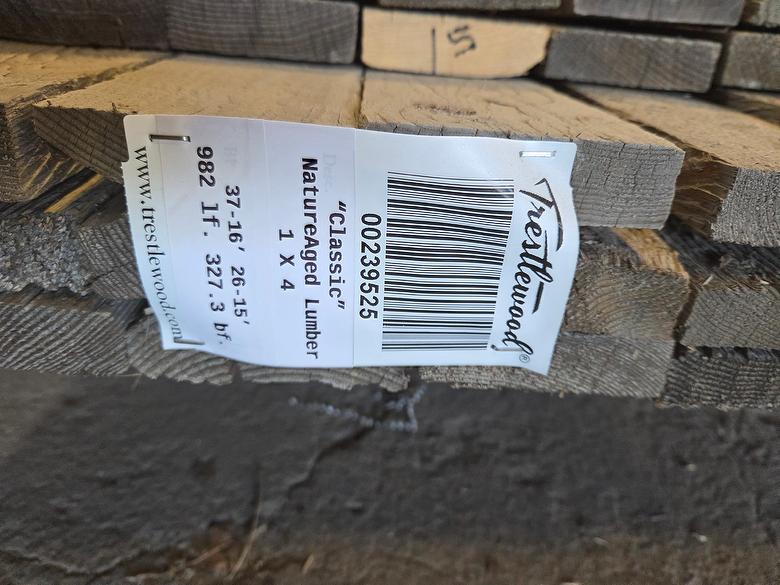 Trestlewood®
00239525
"Classic"
NatureAged Lumber
1 X 4
37-16' 26-15'
982 lf. 327.3 bf.
www.trestlewood.com